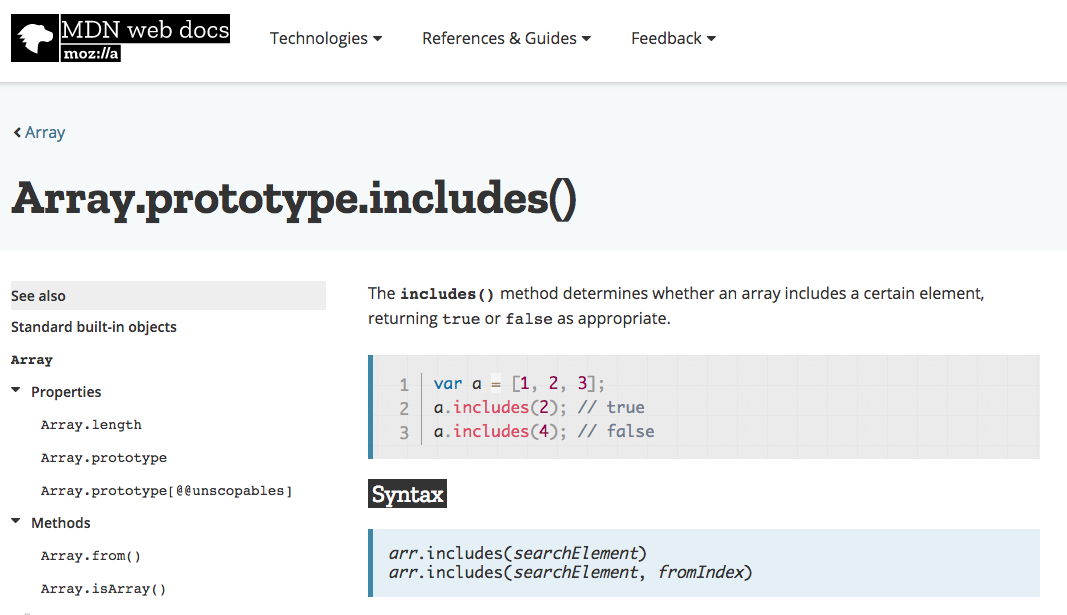 MDN web docs
moz://a
Technologies
References & Guides
Feedback
Array
Array.prototype.includes()
See also
Standard built-in objects
Array
Properties
Array.length
Array.prototype
Array.prototype[@@unscopables]
Methods
Array.from()
Array.isArray()
The includes() method determines whether an array includes a certain element,
returning true or false as appropriate.
1 var a = [1, 2, 3];
2 a.includes(2); // true
3 a.includes(4); // false
Syntax
arr.includes(searchElement)
arr.includes(searchElement, fromIndex)